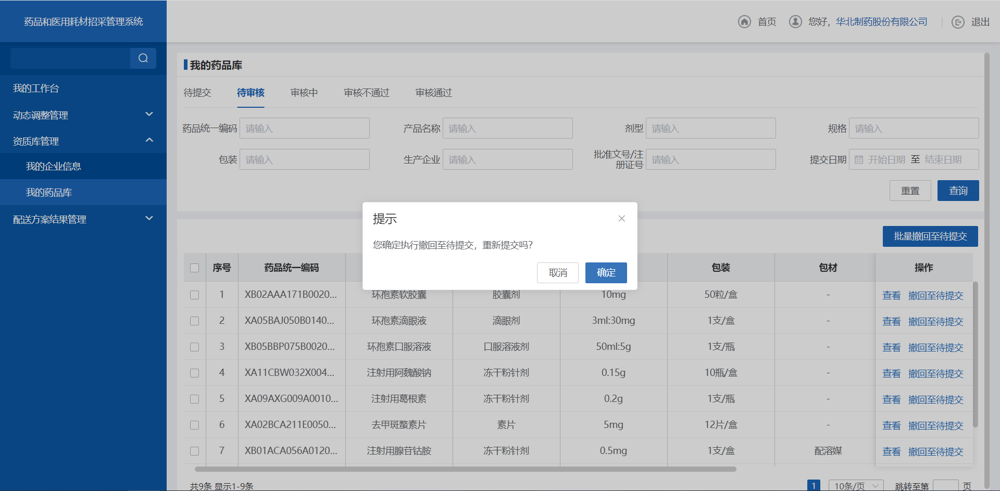 药品和医用耗材招采管理系统
首页 您好，华北制药股份有限公司 退出
我的工作台
动态调整管理
资质库管理
我的企业信息
我的药品库
配送方案结果管理
我的药品库
待提交 待审核 审核中 审核不通过 审核通过
药品统一编码 请输入 产品名称 请输入 剂型 请输入 规格 请输入
包装 请输入 生产企业 请输入 批准文号/注册证号 请输入 提交日期 开始日期 至 结束日期
重置 查询
提示
您确定执行撤回至待提交，重新提交吗?
取消 确定
批量撤回至待提交
序号 药品统一编码 包装 包材 操作
1 XB02AAA171B0020... 环孢素软胶囊 胶囊剂 10mg 50粒/盒 - 查看 撤回至待提交
2 XA05BAJ050B0140... 环孢素滴眼液 滴眼剂 3ml:30mg 1支/盒 - 查看 撤回至待提交
3 XB05BBP075B0020... 环孢素口服溶液 口服溶液剂 50ml:5g 1支/瓶 - 查看 撤回至待提交
4 XA11CBW032X004... 注射用阿魏酸钠 冻干粉针剂 0.15g 10瓶/盒 - 查看 撤回至待提交
5 XA09AXG009A0010... 注射用葛根素 冻干粉针剂 0.2g 1支/瓶 - 查看 撤回至待提交
6 XA02BCA211E0050... 去甲斑蝥素片 素片 5mg 12片/盒 - 查看 撤回至待提交
7 XB01ACA056A0120... 注射用腺苷钴胺 冻干粉针剂 0.5mg 1支/盒 配溶媒 查看 撤回至待提交
共9条 显示1-9条 1 10条/页 跳转至第 页